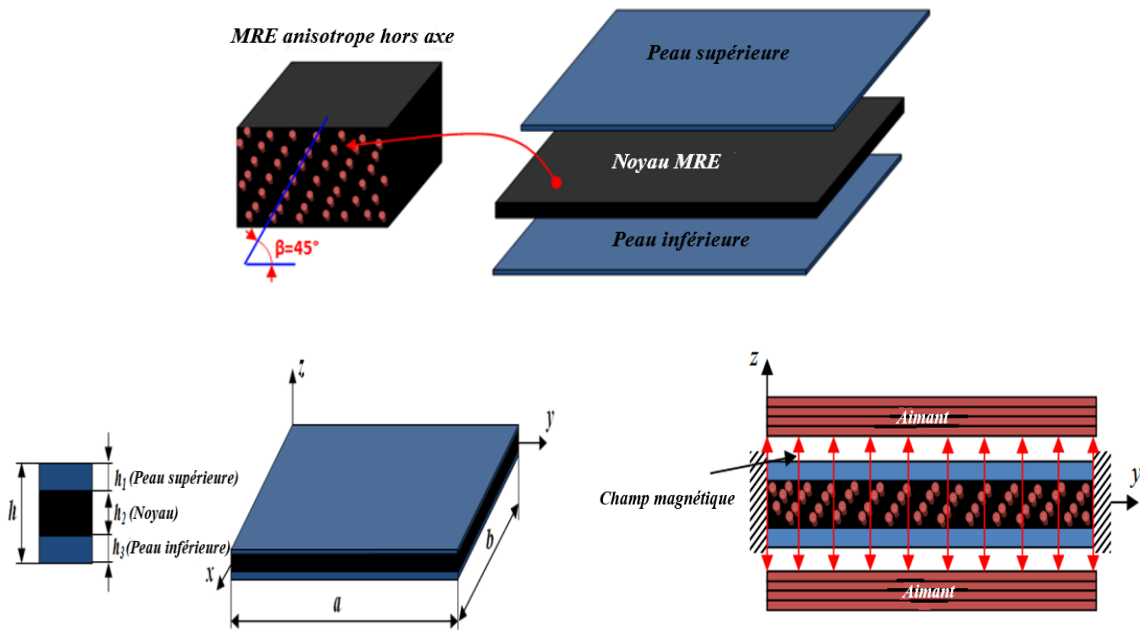 MRE anisotrope hors axe
Peau supérieure
Noyau MRE
Peau inférieure
β=45°
z
y
h
h1 (Peau supérieure)
h2 (Noyau)
h3 (Peau inférieure)
x
a
b
z
Aimant
Champ magnétique
y
Aimant